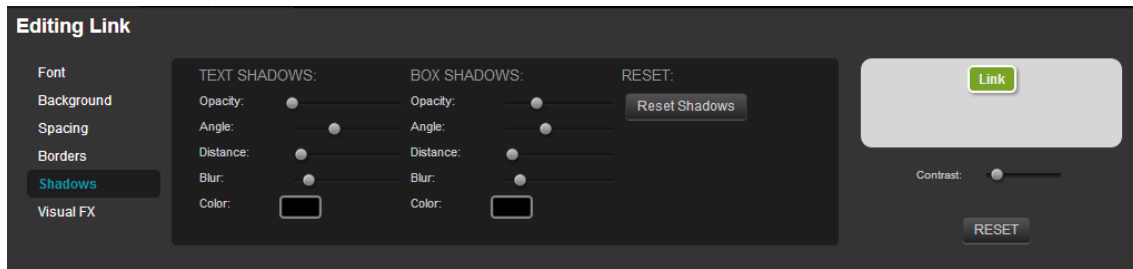 Editing Link
Font
Background
Spacing
Borders
Shadows
Visual FX
TEXT SHADOWS:
Opacity:
Angle:
Distance:
Blur:
Color:
BOX SHADOWS:
Opacity:
Angle:
Distance:
Blur:
Color:
RESET:
Reset Shadows
Link
Contrast:
RESET